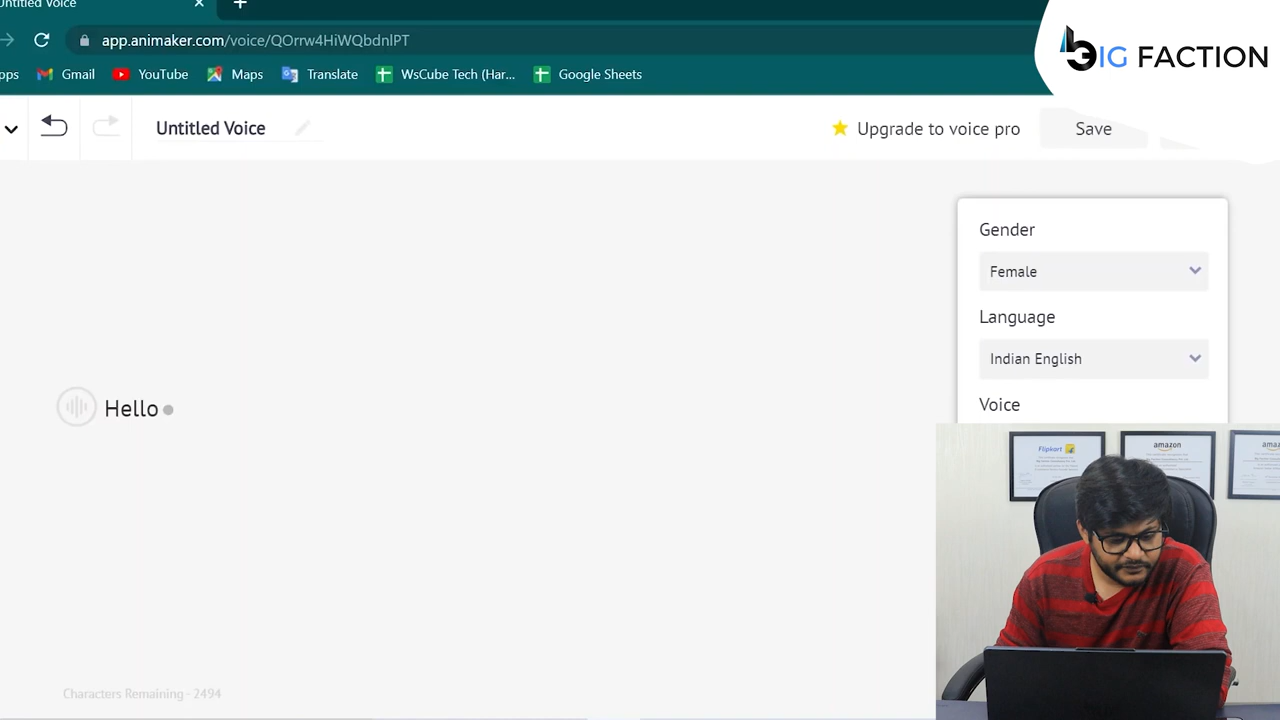 Untitled Voice
app.animaker.com/voice/QOrrw4HiWQbdnlPT
pps Gmail YouTube Maps Translate WsCube Tech (Har... Google Sheets
BIG FACTION
Untitled Voice
Upgrade to voice pro
Save
Gender
Female
Language
Indian English
Voice
Hello
Flipkart
amazon
amaz
Characters Remaining - 2494